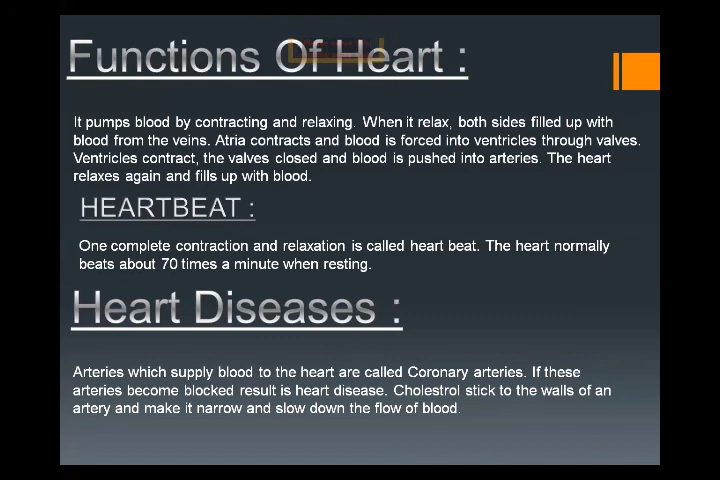 Functions Of Heart :
It pumps blood by contracting and relaxing. When it relax, both sides filled up with
blood from the veins. Atria contracts and blood is forced into ventricles through valves.
Ventricles contract, the valves closed and blood is pushed into arteries. The heart
relaxes again and fills up with blood.
HEARTBEAT :
One complete contraction and relaxation is called heart beat. The heart normally
beats about 70 times a minute when resting.
Heart Diseases :
Arteries which supply blood to the heart are called Coronary arteries. If these
arteries become blocked result is heart disease. Cholestrol stick to the walls of an
artery and make it narrow and slow down the flow of blood.